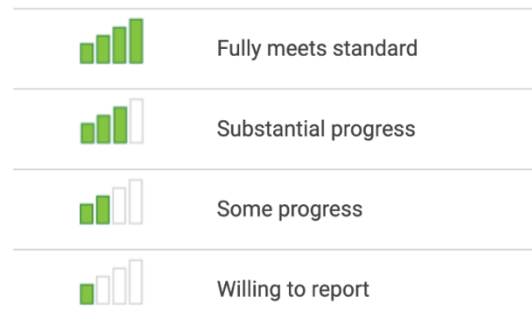 Fully meets standard
Substantial progress
Some progress
Willing to report